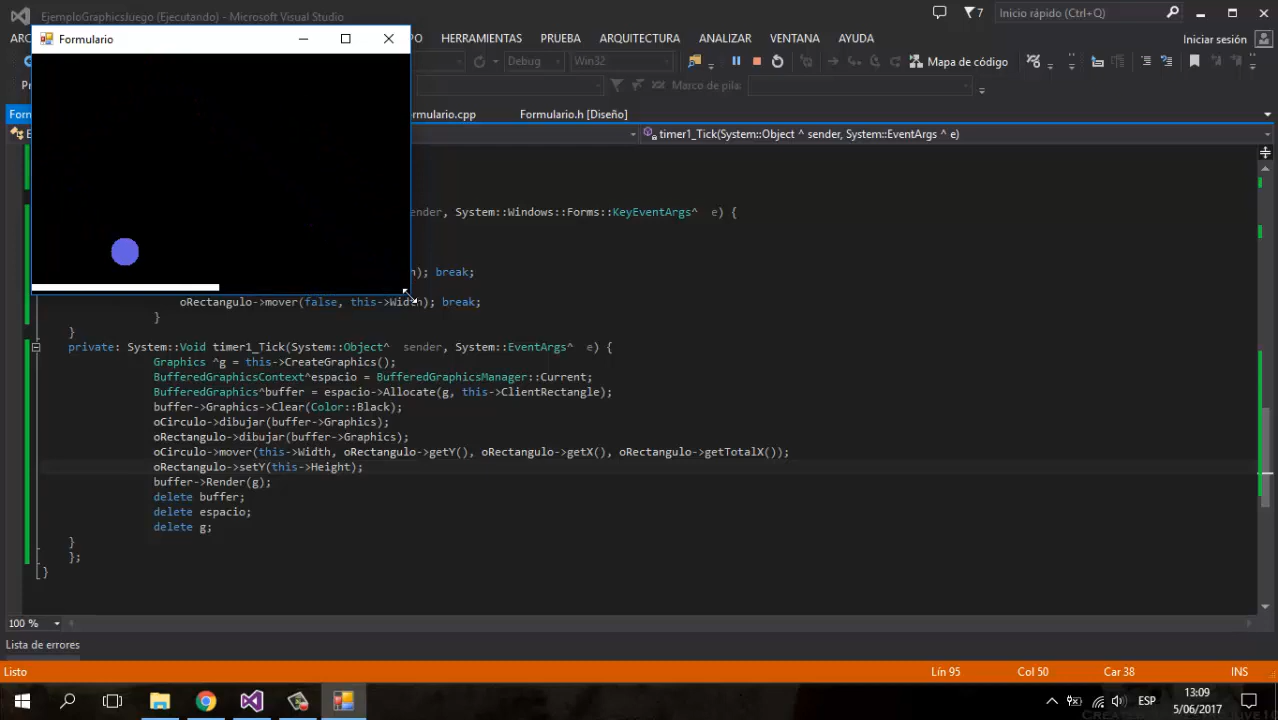 EjemploGraphicsJuego (Ejecutando) - Microsoft Visual Studio
7
Inicio rápido (Ctrl+Q)
Formulario
HERRAMIENTAS
PRUEBA
ARQUITECTURA
ANALIZAR
VENTANA
AYUDA
Iniciar sesión
Debug
Win32
Mapa de código
Marco de pila:
Formulario.h [Diseño]
timer1_Tick(System::Object ^ sender, System::EventArgs ^ e)
System::Windows::Forms::KeyEventArgs^ e) {
break;
oRectangulo->mover(false, this->Width); break;
}
}
private: System::Void timer1_Tick(System::Object^ sender, System::EventArgs^ e) {
Graphics ^g = this->CreateGraphics();
BufferedGraphicsContext^espacio = BufferedGraphicsManager::Current;
BufferedGraphics^buffer = espacio->Allocate(g, this->ClientRectangle);
buffer->Graphics->Clear(Color::Black);
oCirculo->dibujar(buffer->Graphics);
oRectangulo->dibujar(buffer->Graphics);
oCirculo->mover(this->Width, oRectangulo->getY(), oRectangulo->getX(), oRectangulo->getTotalX());
oRectangulo->setY(this->Height);
buffer->Render(g);
delete buffer;
delete espacio;
delete g;
}
};
}
100 %
Lista de errores
Listo
Lín 95
Col 50
Car 38
INS
ESP
13:09
5/06/2017